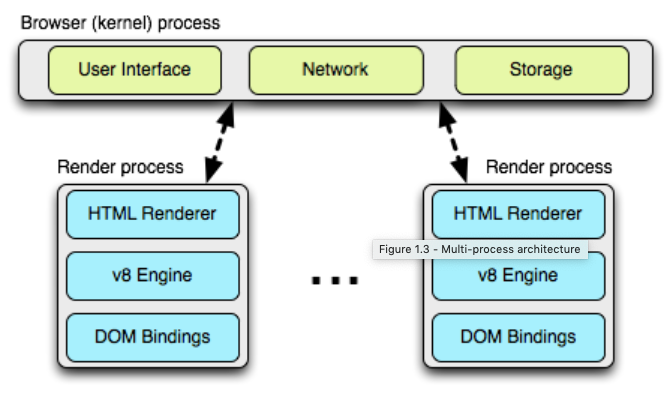 Browser (kernel) process
User Interface
Network
Storage
Render process
HTML Renderer
v8 Engine
DOM Bindings
...
Render process
HTML Renderer
Figure 1.3 - Multi-process architecture
v8 Engine
DOM Bindings